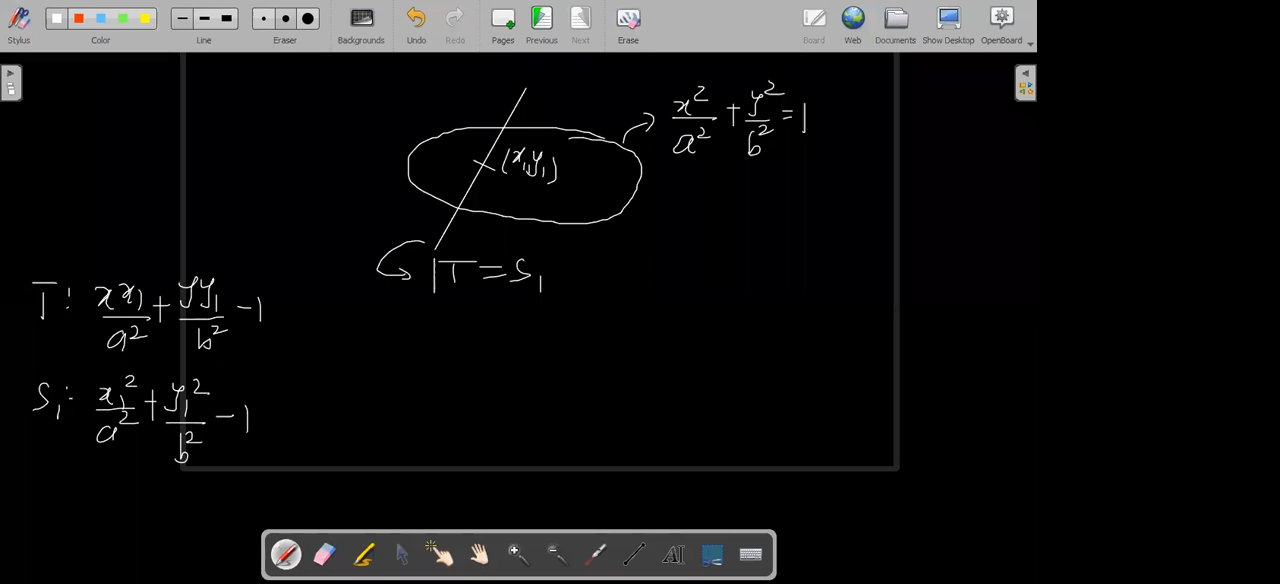 Stylus Color Line Eraser Backgrounds Undo Redo Pages Previous Next Erase Board Web Documents Show Desktop OpenBoard
x²/a² + y²/b² = 1
(x₁, y₁)
T = S₁
T: xx₁/a² + yy₁/b² - 1
S₁: x₁²/a² + y₁²/b² - 1
AI